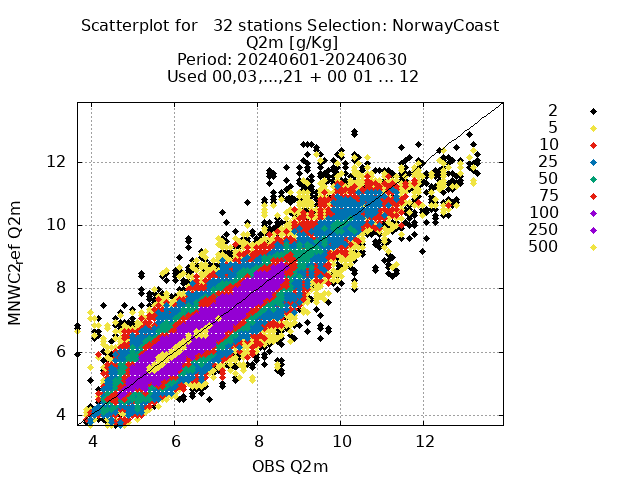 Scatterplot for   32 stations Selection: NorwayCoast
Q2m [g/Kg]
Period: 20240601-20240630
Used 00,03,...,21 + 00 01 ... 12
MNWC2ref Q2m
12
10
8
6
4
4 6 8 10 12
OBS Q2m
2
5
10
25
50
75
100
250
500